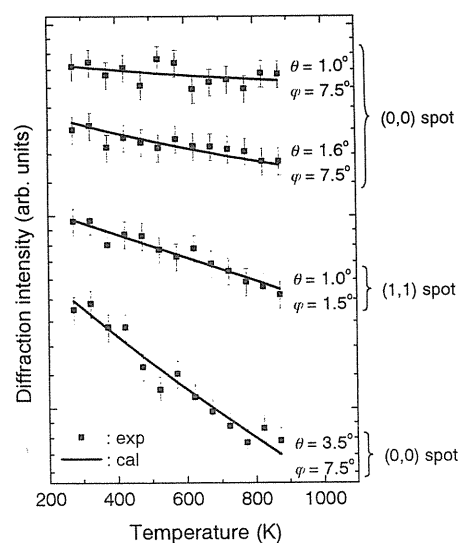 Diffraction intensity (arb. units)
θ = 1.0°
φ = 7.5°
(0,0) spot
θ = 1.6°
φ = 7.5°
θ = 1.0°
φ = 1.5°
(1,1) spot
θ = 3.5°
φ = 7.5°
(0,0) spot
: exp
: cal
200 400 600 800 1000
Temperature (K)